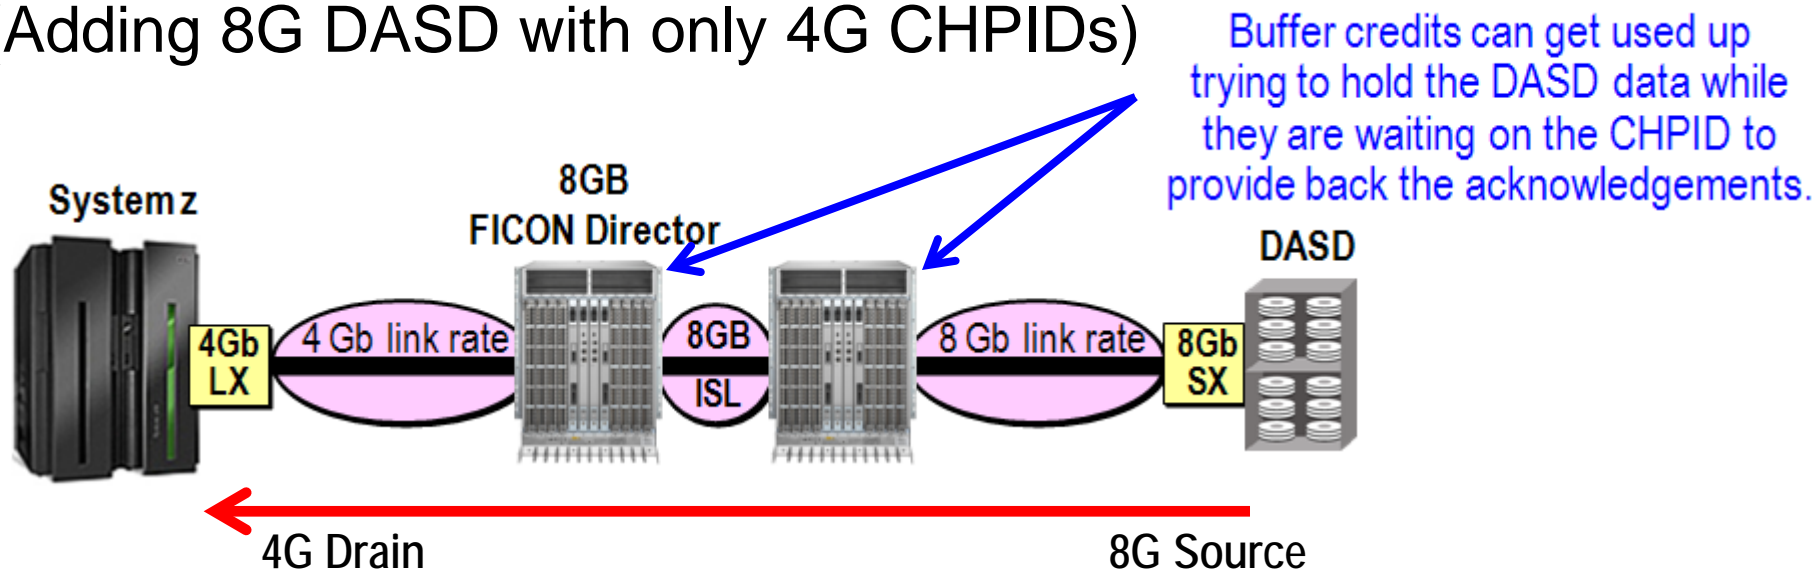 Adding 8G DASD with only 4G CHPIDs)
Buffer credits can get used up
trying to hold the DASD data while
they are waiting on the CHPID to
provide back the acknowledgements.
System z
8GB
FICON Director
DASD
4Gb
LX
4 Gb link rate
8GB
ISL
8 Gb link rate
8Gb
SX
4G Drain
8G Source